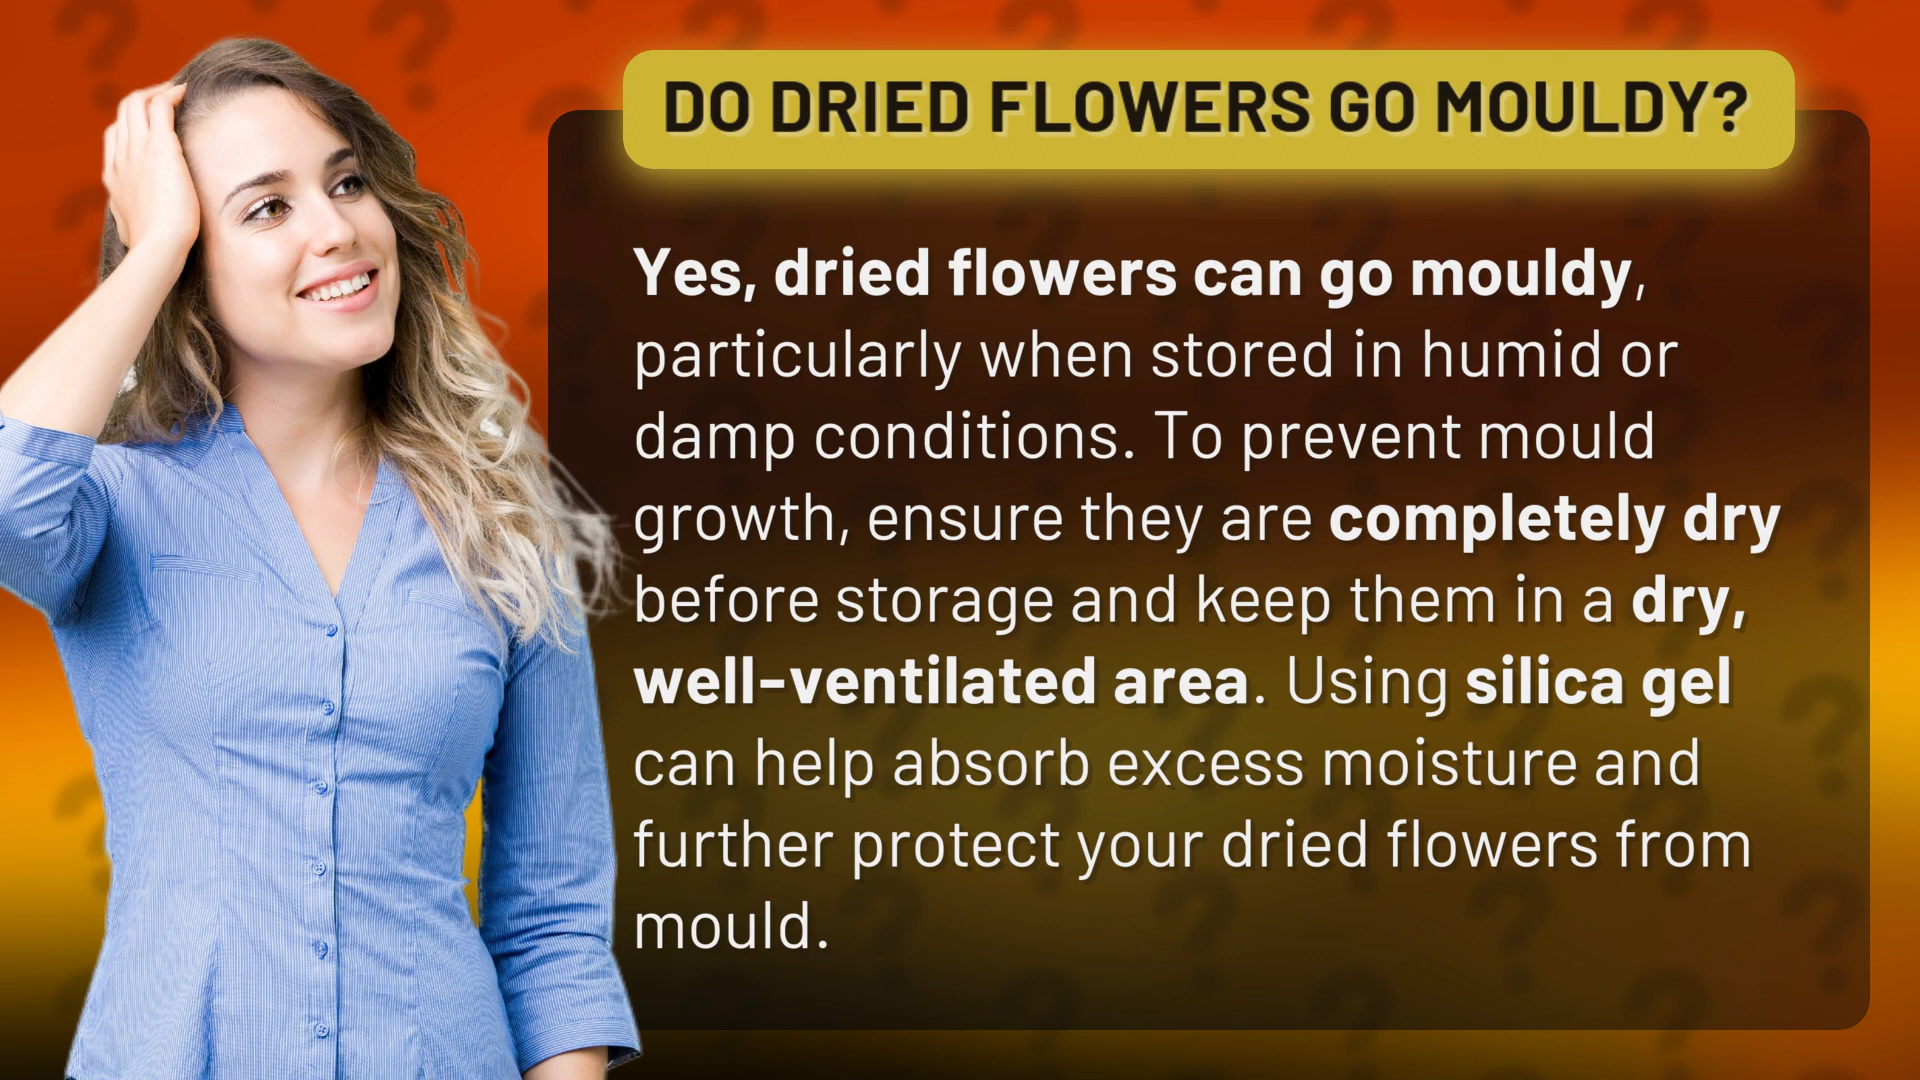 DO DRIED FLOWERS GO MOULDY?
Yes, dried flowers can go mouldy,
particularly when stored in humid or
damp conditions. To prevent mould
growth, ensure they are completely dry
before storage and keep them in a dry,
well-ventilated area. Using silica gel
can help absorb excess moisture and
further protect your dried flowers from
mould.